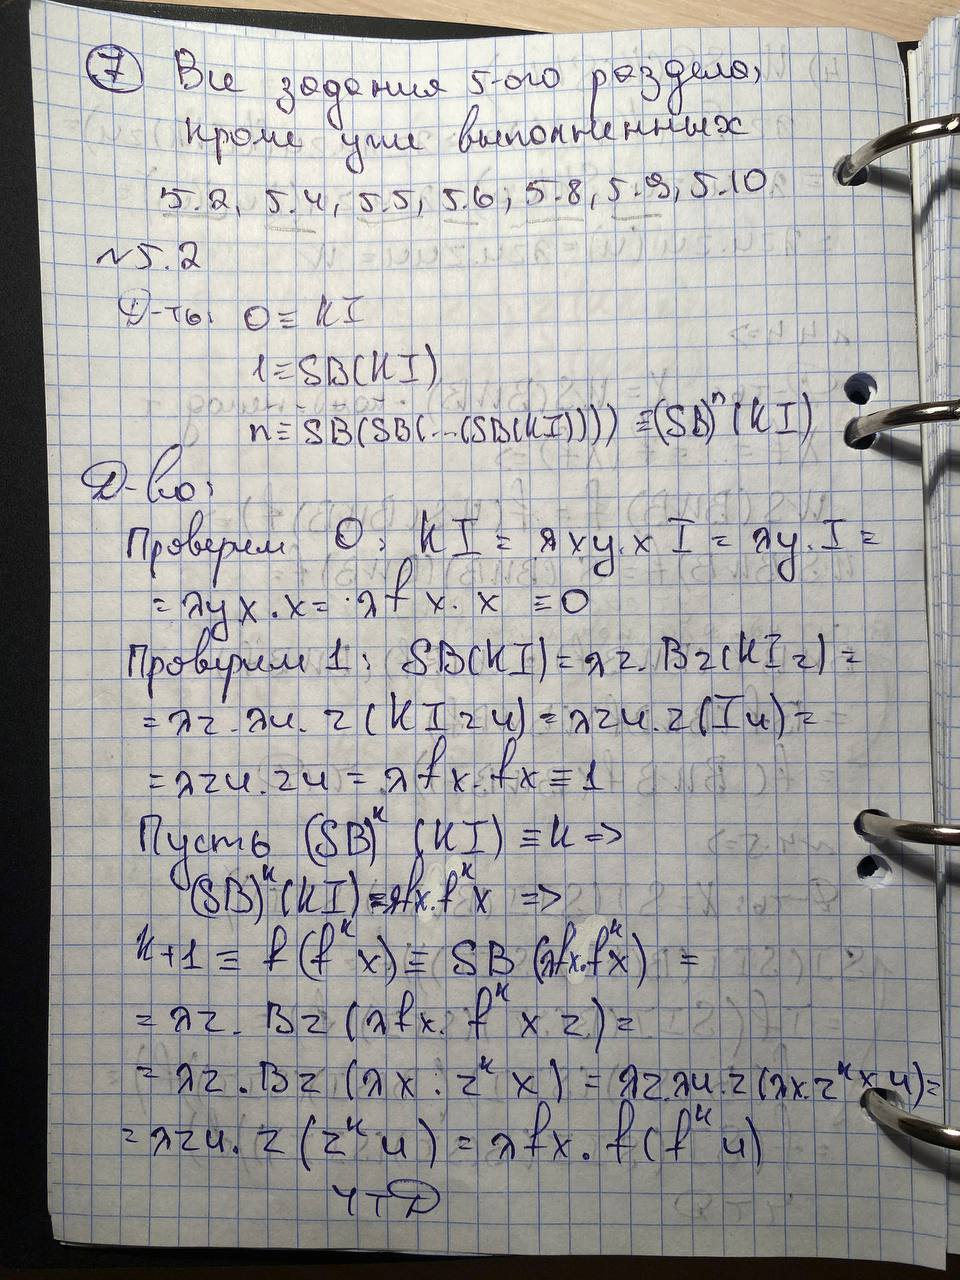 7 Все задания 5-ого раздела,
кроме уже выполненных
5.2, 5.4, 5.5, 5.6, 5.8, 5.9, 5.10
№5.2
Д-ть: 0 ≡ KI
1 ≡ SB(KI)
n ≡ SB(SB(...(SB(KI)))) ≡ (SB)ⁿ(KI)
Д-во:
Проверим 0: KI = λxy.x I = λy.I =
= λyx.x = λfx.x ≡ 0
Проверим 1: SB(KI) = λz.Bz(KIz) =
= λz.λu.z(KIzu) = λzu.z(Iu) =
= λzu.zu = λfx.fx ≡ 1
Пусть (SB)ᵏ(KI) ≡ k =>
(SB)ᵏ(KI) ≡ λfx.fᵏx =>
k+1 ≡ f(fᵏx) ≡ SB(λfx.fᵏx) =
= λz.Bz(λfx.fᵏxz) =
= λz.Bz(λx.zᵏx) = λz.λu.z(λx.zᵏxu) =
= λzu.z(zᵏu) = λfx.f(fᵏu)
ЧТД